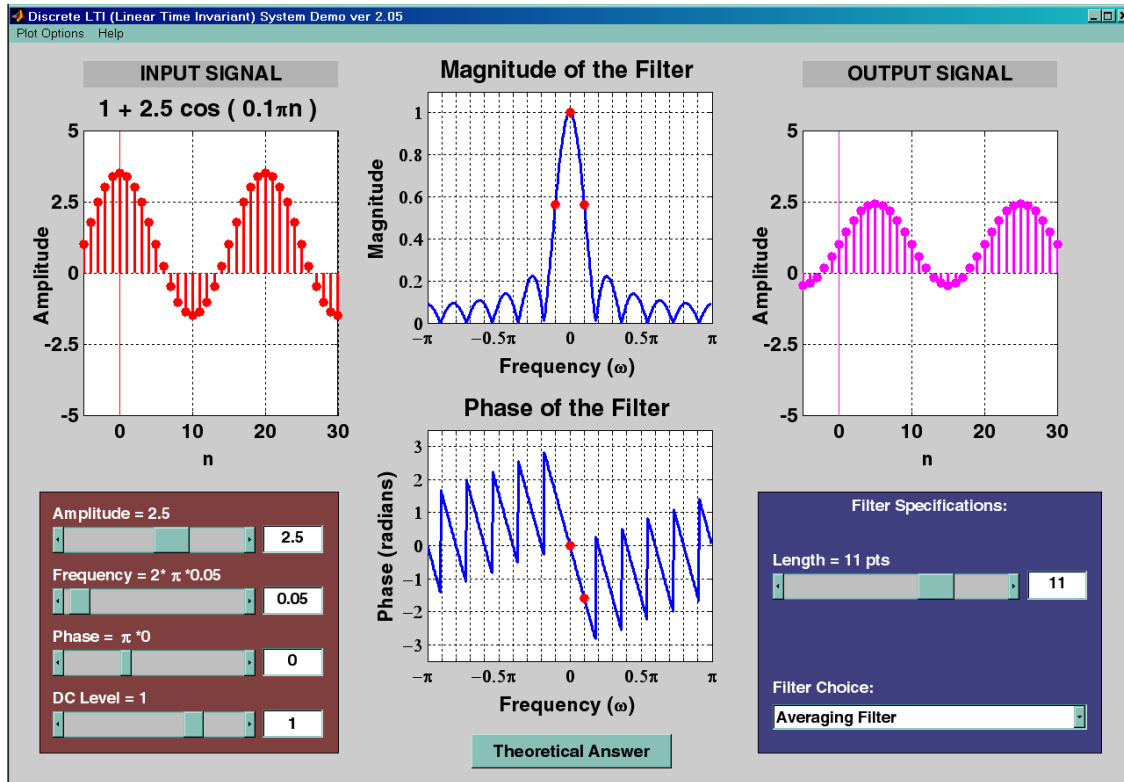 Discrete LTI (Linear Time Invariant) System Demo ver 2.05
Plot Options Help
INPUT SIGNAL
1 + 2.5 cos ( 0.1πn )
5
2.5
0
-2.5
-5
Amplitude
0 10 20 30
n
Magnitude of the Filter
1
0.8
0.6
0.4
0.2
0
Magnitude
−π −0.5π 0 0.5π π
Frequency (ω)
Phase of the Filter
3
2
1
0
−1
−2
−3
Phase (radians)
−π −0.5π 0 0.5π π
Frequency (ω)
Theoretical Answer
OUTPUT SIGNAL
5
2.5
0
-2.5
-5
Amplitude
0 10 20 30
n
Amplitude = 2.5
2.5
Frequency = 2* π *0.05
0.05
Phase = π *0
0
DC Level = 1
1
Filter Specifications:
Length = 11 pts
11
Filter Choice:
Averaging Filter